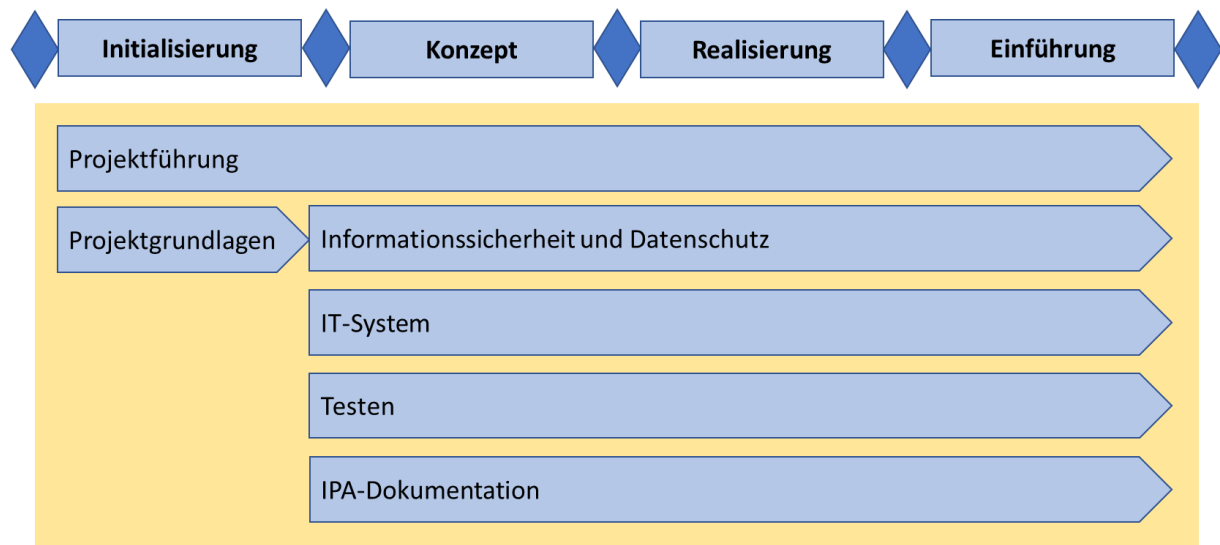 Initialisierung
Konzept
Realisierung
Einführung
Projektführung
Projektgrundlagen
Informationssicherheit und Datenschutz
IT-System
Testen
IPA-Dokumentation